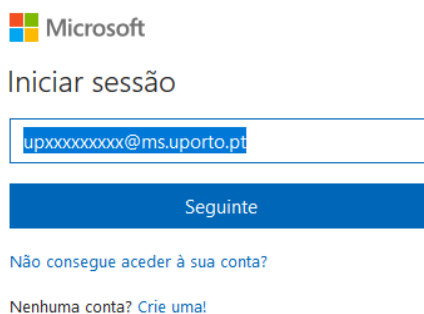 Microsoft
Iniciar sessão
upxxxxxxxxx@ms.uporto.pt
Seguinte
Não consegue aceder à sua conta?
Nenhuma conta? Crie uma!